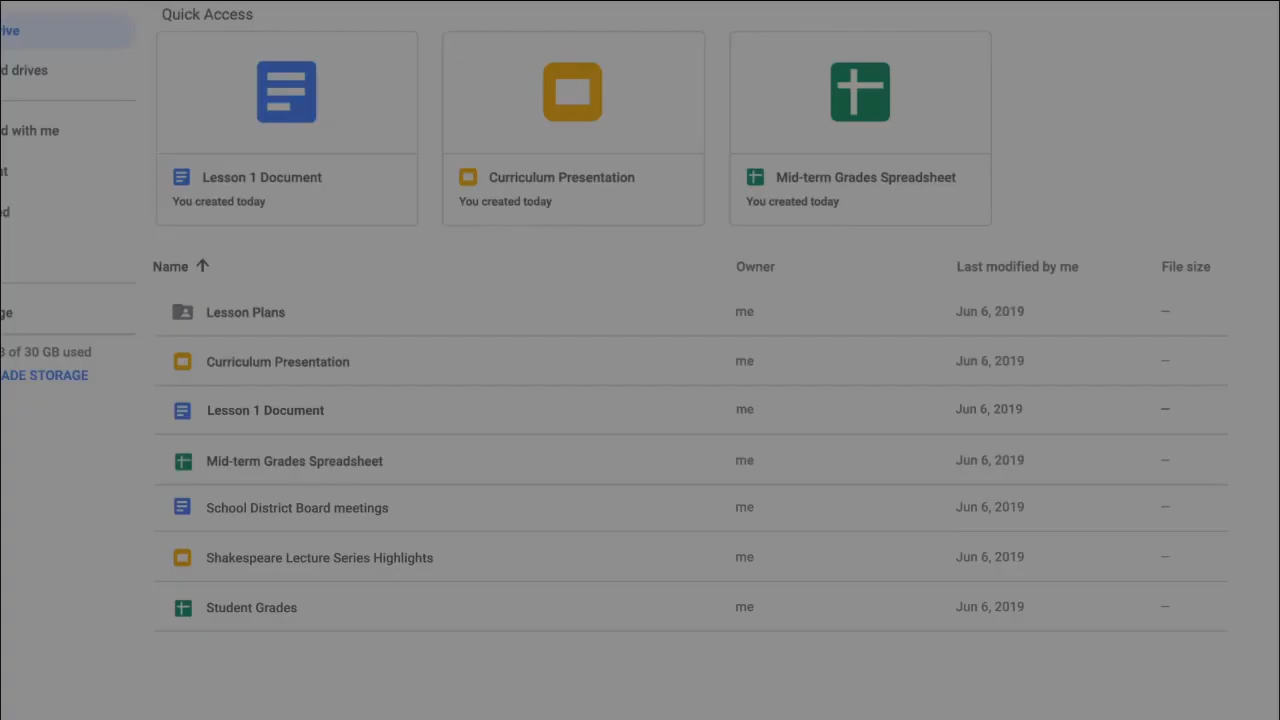 Quick Access
ive
d drives
d with me
nt
ed
ge
of 30 GB used
ADE STORAGE
Lesson 1 Document
You created today
Curriculum Presentation
You created today
Mid-term Grades Spreadsheet
You created today
Name Owner Last modified by me File size
Lesson Plans me Jun 6, 2019 –
Curriculum Presentation me Jun 6, 2019 –
Lesson 1 Document me Jun 6, 2019 –
Mid-term Grades Spreadsheet me Jun 6, 2019 –
School District Board meetings me Jun 6, 2019 –
Shakespeare Lecture Series Highlights me Jun 6, 2019 –
Student Grades me Jun 6, 2019 –